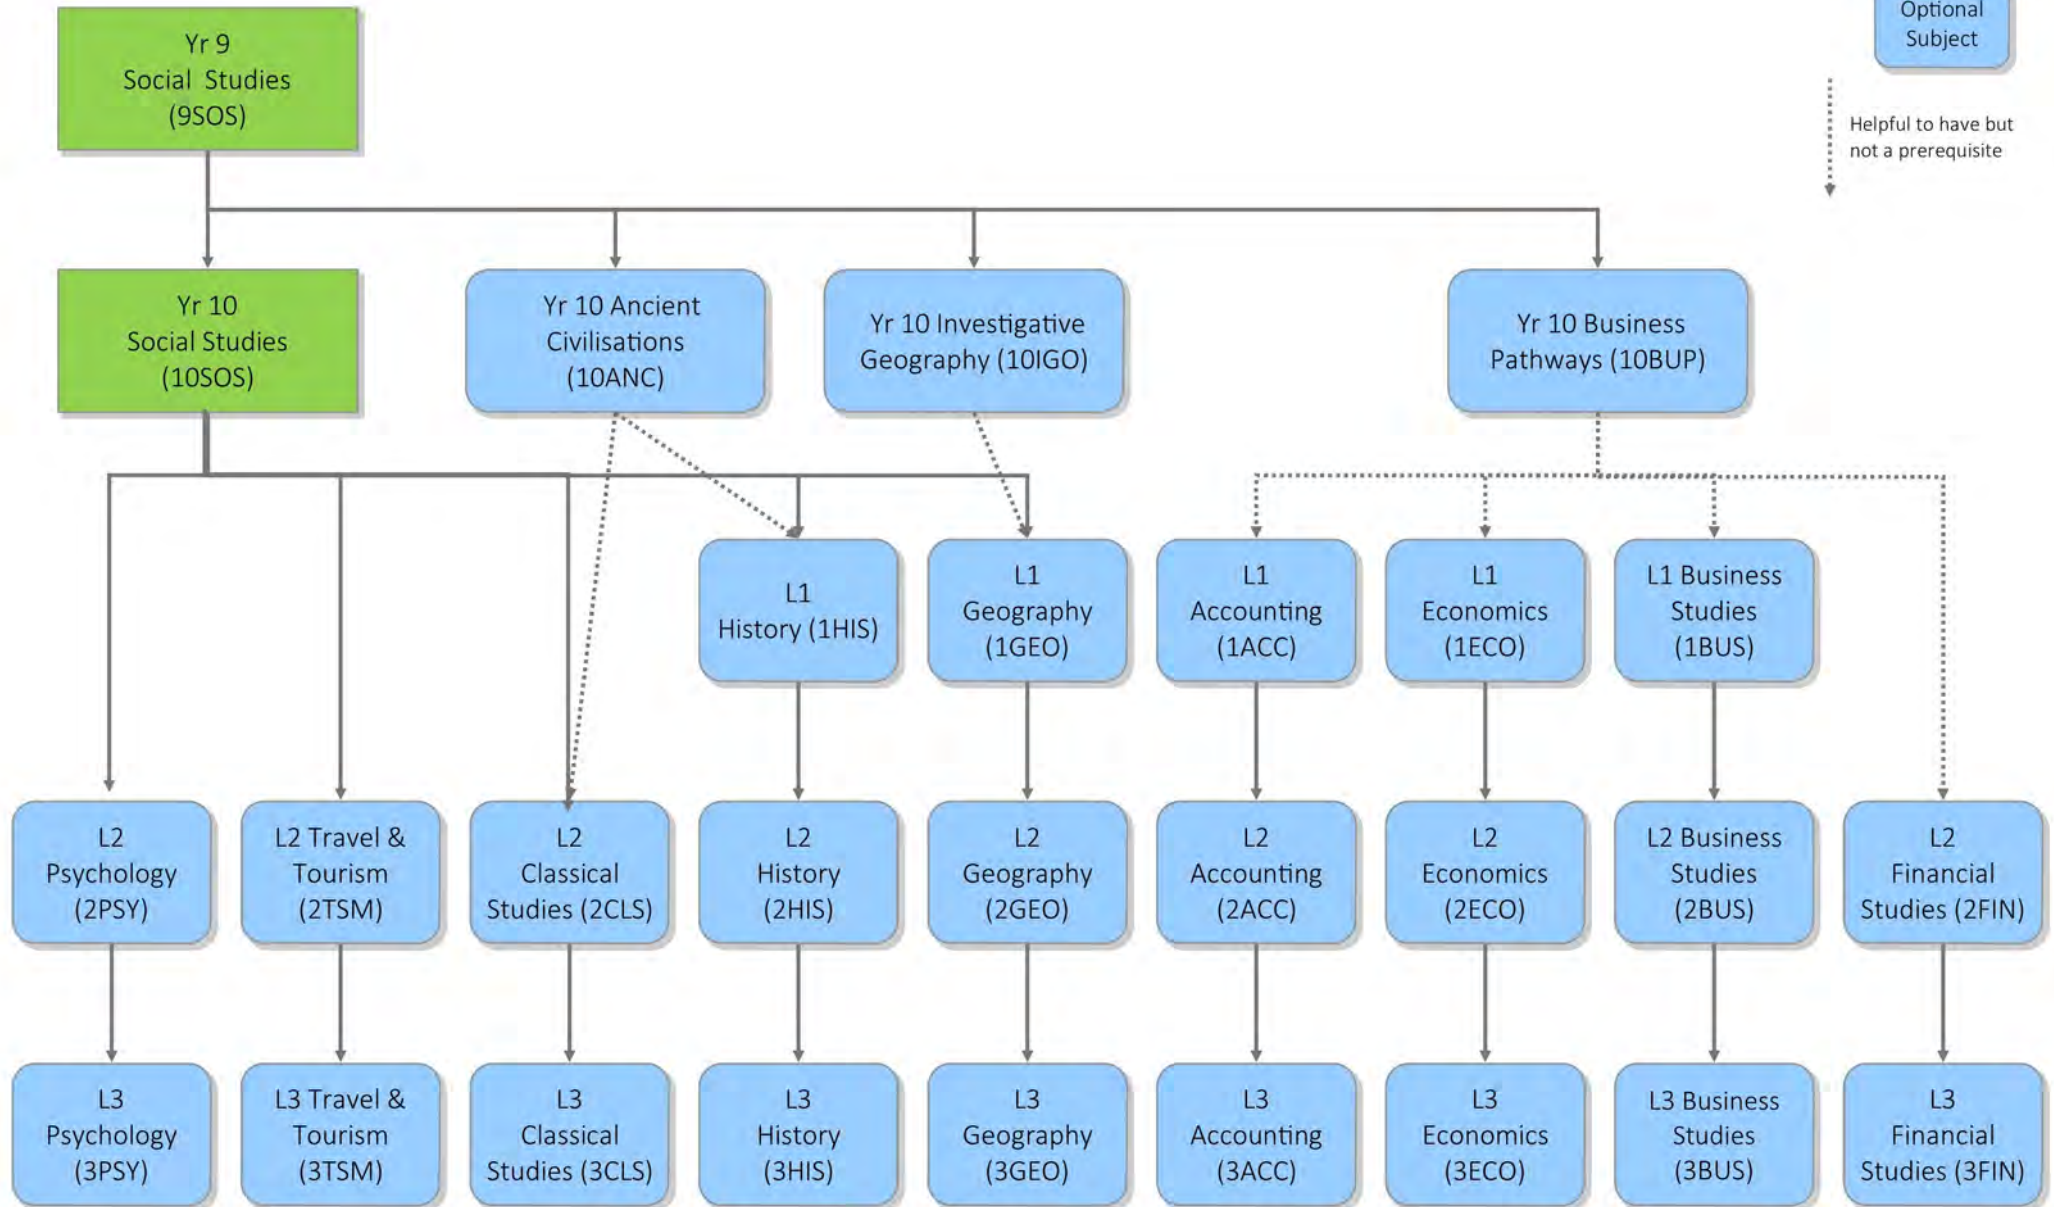 Optional
Subject
Helpful to have but
not a prerequisite
Yr 9
Social Studies
(9SOS)
Yr 10
Social Studies
(10SOS)
Yr 10 Ancient
Civilisations
(10ANC)
Yr 10 Investigative
Geography (10IGO)
Yr 10 Business
Pathways (10BUP)
L1
History (1HIS)
L1
Geography
(1GEO)
L1
Accounting
(1ACC)
L1
Economics
(1ECO)
L1 Business
Studies
(1BUS)
L2
Psychology
(2PSY)
L2 Travel &
Tourism
(2TSM)
L2
Classical
Studies (2CLS)
L2
History
(2HIS)
L2
Geography
(2GEO)
L2
Accounting
(2ACC)
L2
Economics
(2ECO)
L2 Business
Studies
(2BUS)
L2
Financial
Studies (2FIN)
L3
Psychology
(3PSY)
L3 Travel &
Tourism
(3TSM)
L3
Classical
Studies (3CLS)
L3
History
(3HIS)
L3
Geography
(3GEO)
L3
Accounting
(3ACC)
L3
Economics
(3ECO)
L3 Business
Studies
(3BUS)
L3
Financial
Studies (3FIN)